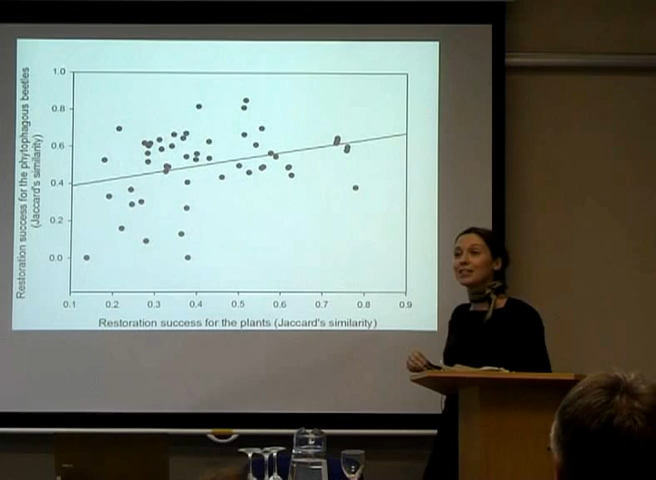 Restoration success for the phytophagous beetles
(Jaccard's similarity)
1.0
0.8
0.6
0.4
0.2
0.0
0.1 0.2 0.3 0.4 0.5 0.6 0.7 0.8 0.9
Restoration success for the plants (Jaccard's similarity)